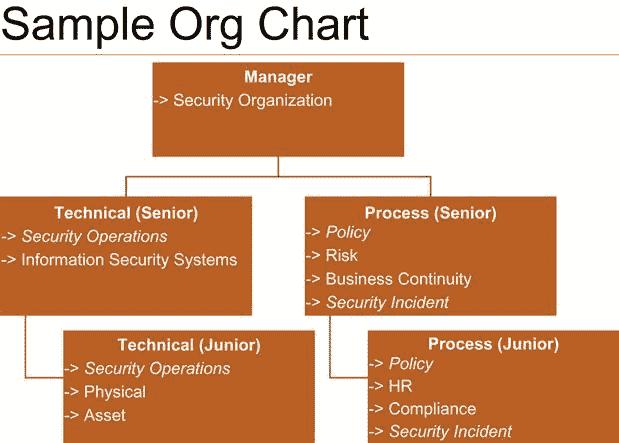 Sample Org Chart
Manager
-> Security Organization
Technical (Senior)
-> Security Operations
-> Information Security Systems
Process (Senior)
-> Policy
-> Risk
-> Business Continuity
-> Security Incident
Technical (Junior)
-> Security Operations
-> Physical
-> Asset
Process (Junior)
-> Policy
-> HR
-> Compliance
-> Security Incident